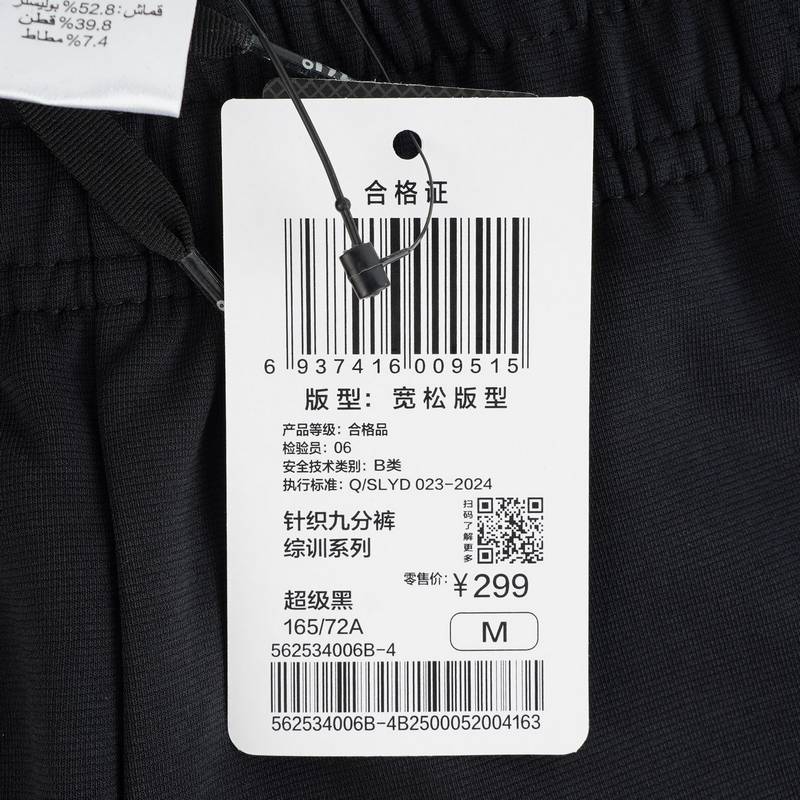 قماش: 52.8% بوليستر
39.8% قطن
7.4% مطاط
合格证
6 937416 009515
版型：宽松版型
产品等级：合格品
检验员：06
安全技术类别：B类
执行标准：Q/SLYD 023-2024
针织九分裤
综训系列
扫码了解更多
零售价：¥299
超级黑
165/72A
M
562534006B-4
562534006B-4B2500052004163